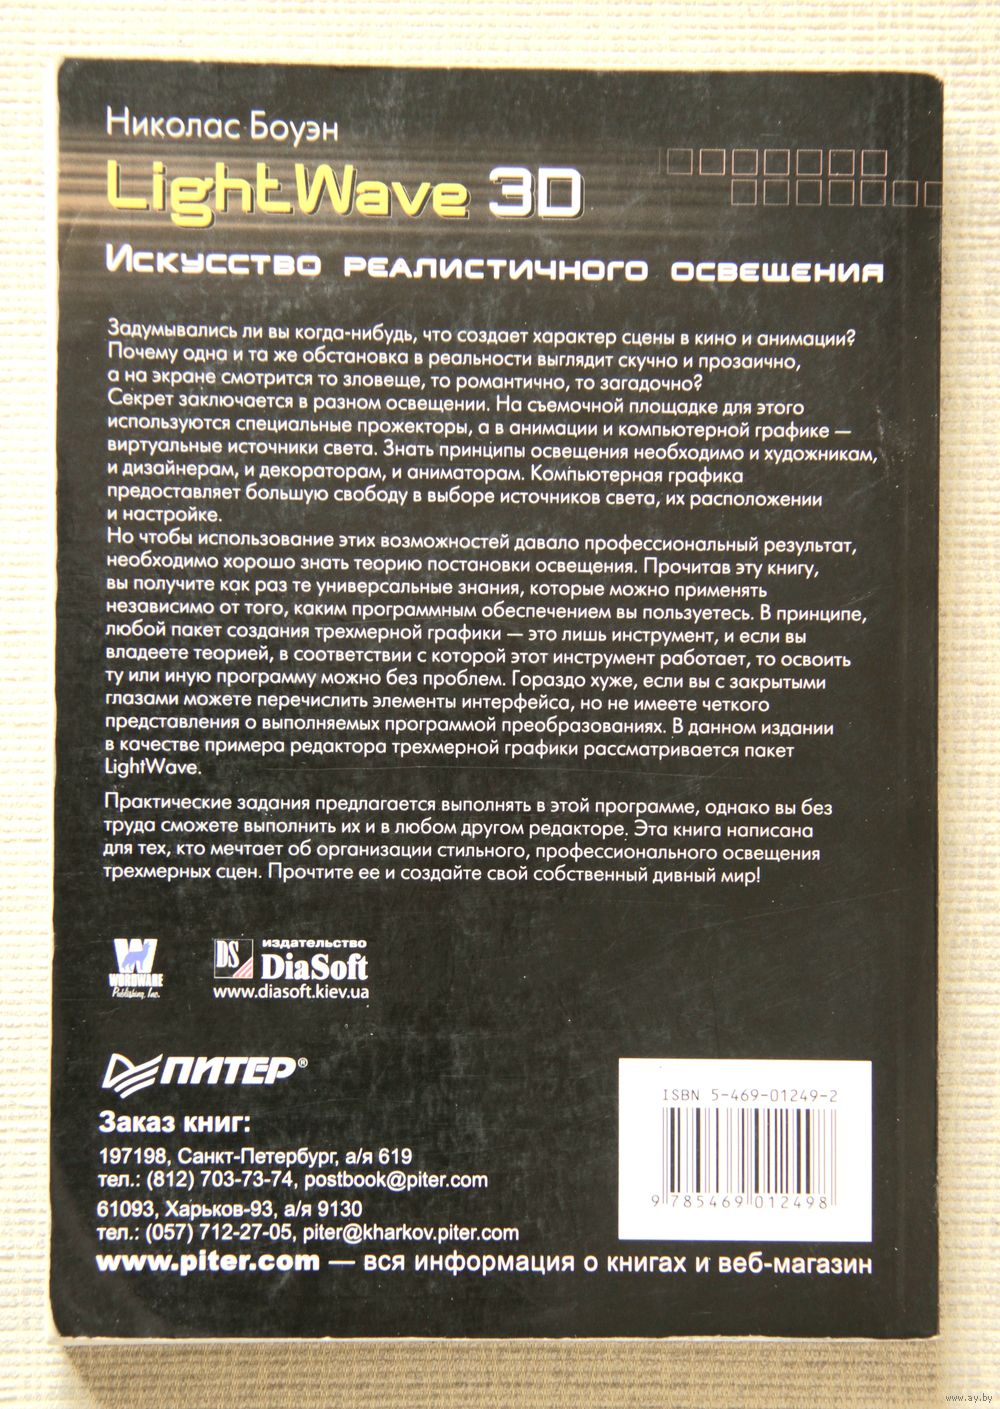 Николас Боуэн
LightWave 3D
Искусство реалистичного освещения
Задумывались ли вы когда-нибудь, что создает характер сцены в кино и анимации?
Почему одна и та же обстановка в реальности выглядит скучно и прозаично,
а на экране смотрится то зловеще, то романтично, то загадочно?
Секрет заключается в разном освещении. На съемочной площадке для этого
используются специальные прожекторы, а в анимации и компьютерной графике —
виртуальные источники света. Знать принципы освещения необходимо и художникам,
и дизайнерам, и декораторам, и аниматорам. Компьютерная графика
предоставляет большую свободу в выборе источников света, их расположении
и настройке.
Но чтобы использование этих возможностей давало профессиональный результат,
необходимо хорошо знать теорию постановки освещения. Прочитав эту книгу,
вы получите как раз те универсальные знания, которые можно применять
независимо от того, каким программным обеспечением вы пользуетесь. В принципе,
любой пакет создания трехмерной графики — это лишь инструмент, и если вы
владеете теорией, в соответствии с которой этот инструмент работает, то освоить
ту или иную программу можно без проблем. Гораздо хуже, если вы с закрытыми
глазами можете перечислить элементы интерфейса, но не имеете четкого
представления о выполняемых программой преобразованиях. В данном издании
в качестве примера редактора трехмерной графики рассматривается пакет
LightWave.
Практические задания предлагается выполнять в этой программе, однако вы без
труда сможете выполнить их и в любом другом редакторе. Эта книга написана
для тех, кто мечтает об организации стильного, профессионального освещения
трехмерных сцен. Прочтите ее и создайте свой собственный дивный мир!
W
WORDWARE
Publishing, Inc.
DS
издательство
DiaSoft
www.diasoft.kiev.ua
ПИТЕР®
Заказ книг:
197198, Санкт-Петербург, а/я 619
тел.: (812) 703-73-74, postbook@piter.com
61093, Харьков-93, а/я 9130
тел.: (057) 712-27-05, piter@kharkov.piter.com
www.piter.com — вся информация о книгах и веб-магазин
ISBN 5-469-01249-2
9 785469 012498
www.ay.by